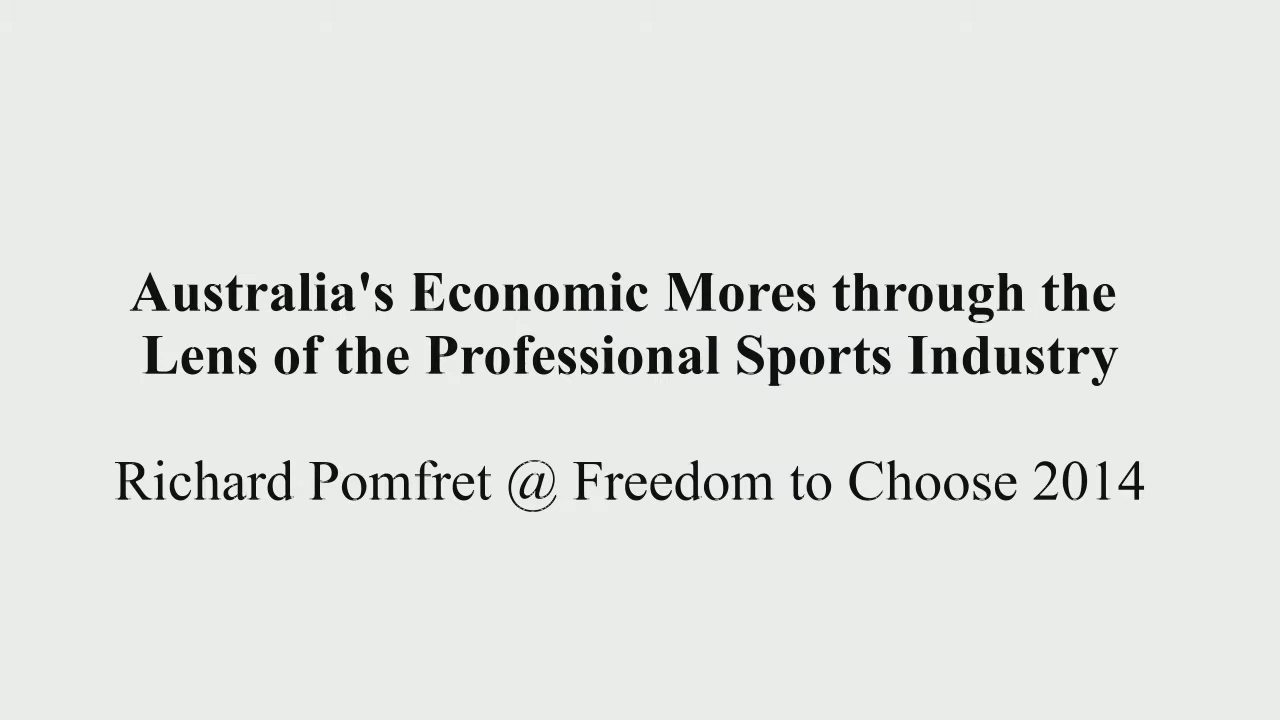 Australia's Economic Mores through the
Lens of the Professional Sports Industry
Richard Pomfret @ Freedom to Choose 2014